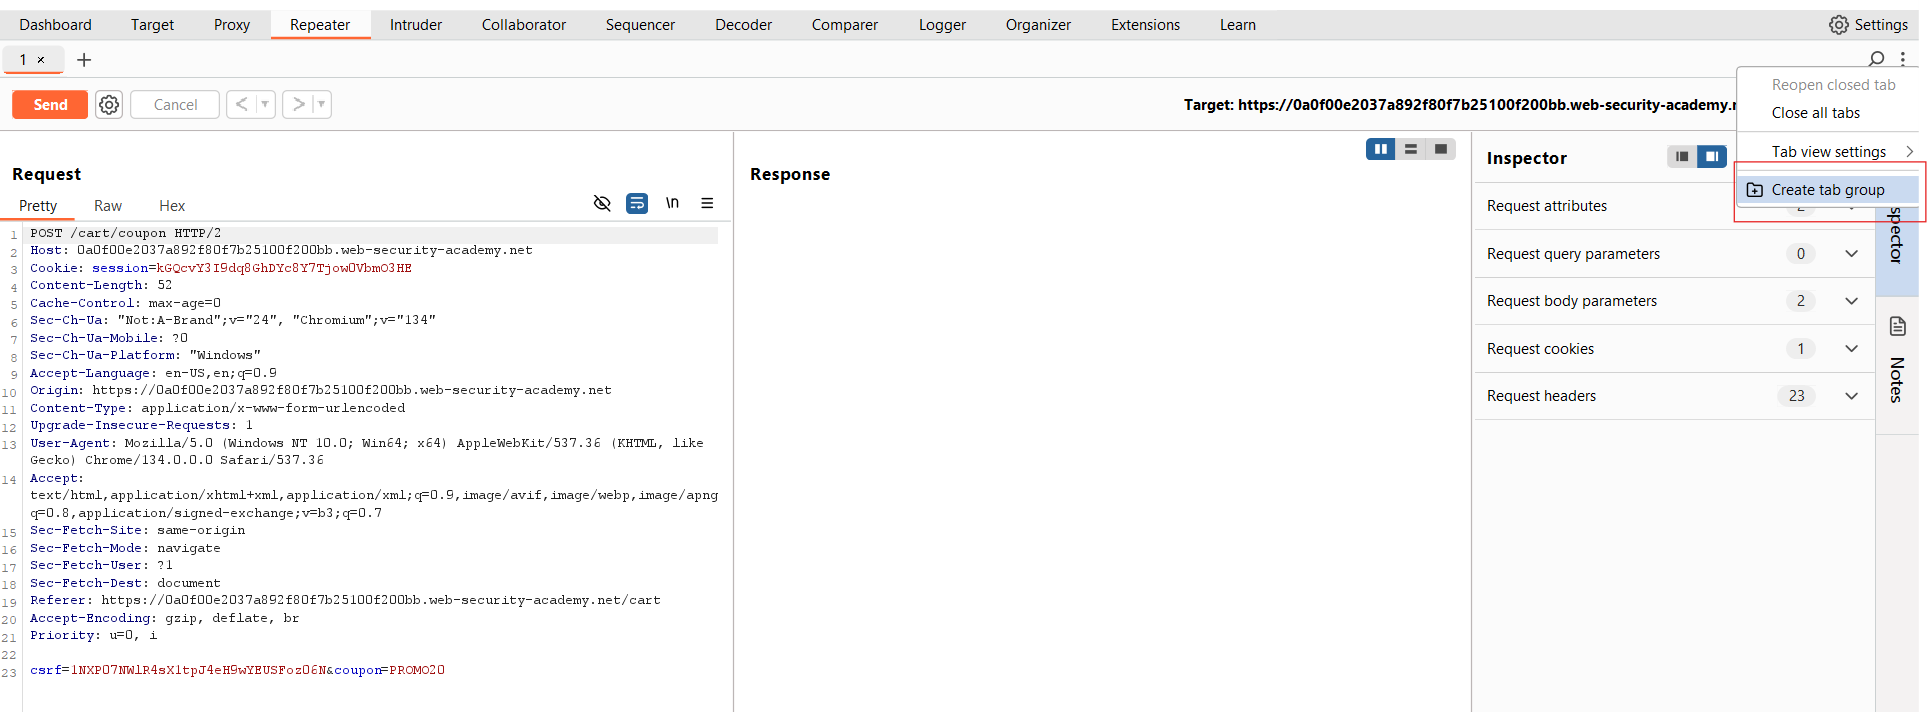 Dashboard Target Proxy Repeater Intruder Collaborator Sequencer Decoder Comparer Logger Organizer Extensions Learn Settings
1 × +
Send Cancel < > Target: https://0a0f00e2037a892f80f7b25100f200bb.web-security-academy.
Reopen closed tab
Close all tabs
Tab view settings
Create tab group
Request
Pretty Raw Hex \n
1 POST /cart/coupon HTTP/2
2 Host: 0a0f00e2037a892f80f7b25100f200bb.web-security-academy.net
3 Cookie: session=kGQcvY3I9dq8GhDYc8Y7Tjow0VbmO3HE
4 Content-Length: 52
5 Cache-Control: max-age=0
6 Sec-Ch-Ua: "Not:A-Brand";v="24", "Chromium";v="134"
7 Sec-Ch-Ua-Mobile: ?0
8 Sec-Ch-Ua-Platform: "Windows"
9 Accept-Language: en-US,en;q=0.9
10 Origin: https://0a0f00e2037a892f80f7b25100f200bb.web-security-academy.net
11 Content-Type: application/x-www-form-urlencoded
12 Upgrade-Insecure-Requests: 1
13 User-Agent: Mozilla/5.0 (Windows NT 10.0; Win64; x64) AppleWebKit/537.36 (KHTML, like
Gecko) Chrome/134.0.0.0 Safari/537.36
14 Accept:
text/html,application/xhtml+xml,application/xml;q=0.9,image/avif,image/webp,image/apng
q=0.8,application/signed-exchange;v=b3;q=0.7
15 Sec-Fetch-Site: same-origin
16 Sec-Fetch-Mode: navigate
17 Sec-Fetch-User: ?1
18 Sec-Fetch-Dest: document
19 Referer: https://0a0f00e2037a892f80f7b25100f200bb.web-security-academy.net/cart
20 Accept-Encoding: gzip, deflate, br
21 Priority: u=0, i
22
23 csrf=1NXP07NWlR4sX1tpJ4eH9wYEUSFoz06N&coupon=PROMO20
Response
Inspector
Request attributes 2
Request query parameters 0
Request body parameters 2
Request cookies 1
Request headers 23
spector
Notes